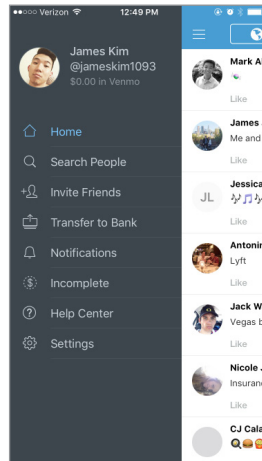 Verizon 12:49 PM
James Kim
@jameskim1093
$0.00 in Venmo
Home
Search People
Invite Friends
Transfer to Bank
Notifications
Incomplete
Help Center
Settings
Mark A
Like
James
Me and
Like
JL
Jessica
Like
Antonin
Lyft
Like
Jack W
Vegas b
Like
Nicole J
Insuran
Like
CJ Cala